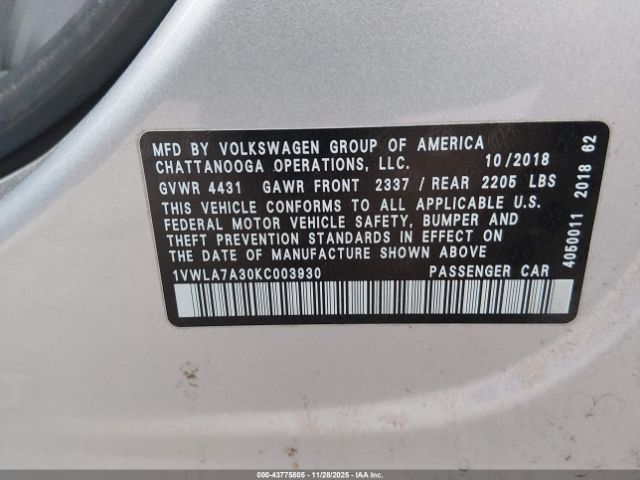 MFD BY VOLKSWAGEN GROUP OF AMERICA
CHATTANOOGA OPERATIONS, LLC. 10/2018
GVWR 4431 GAWR FRONT 2337 / REAR 2205 LBS
THIS VEHICLE CONFORMS TO ALL APPLICABLE U.S.
FEDERAL MOTOR VEHICLE SAFETY, BUMPER AND
THEFT PREVENTION STANDARDS IN EFFECT ON
THE DATE OF MANUFACTURE SHOWN ABOVE
1VWLA7A30KC003930 PASSENGER CAR
4050011 2018 62
000-43775805 - 11/28/2025 - IAAI.COM